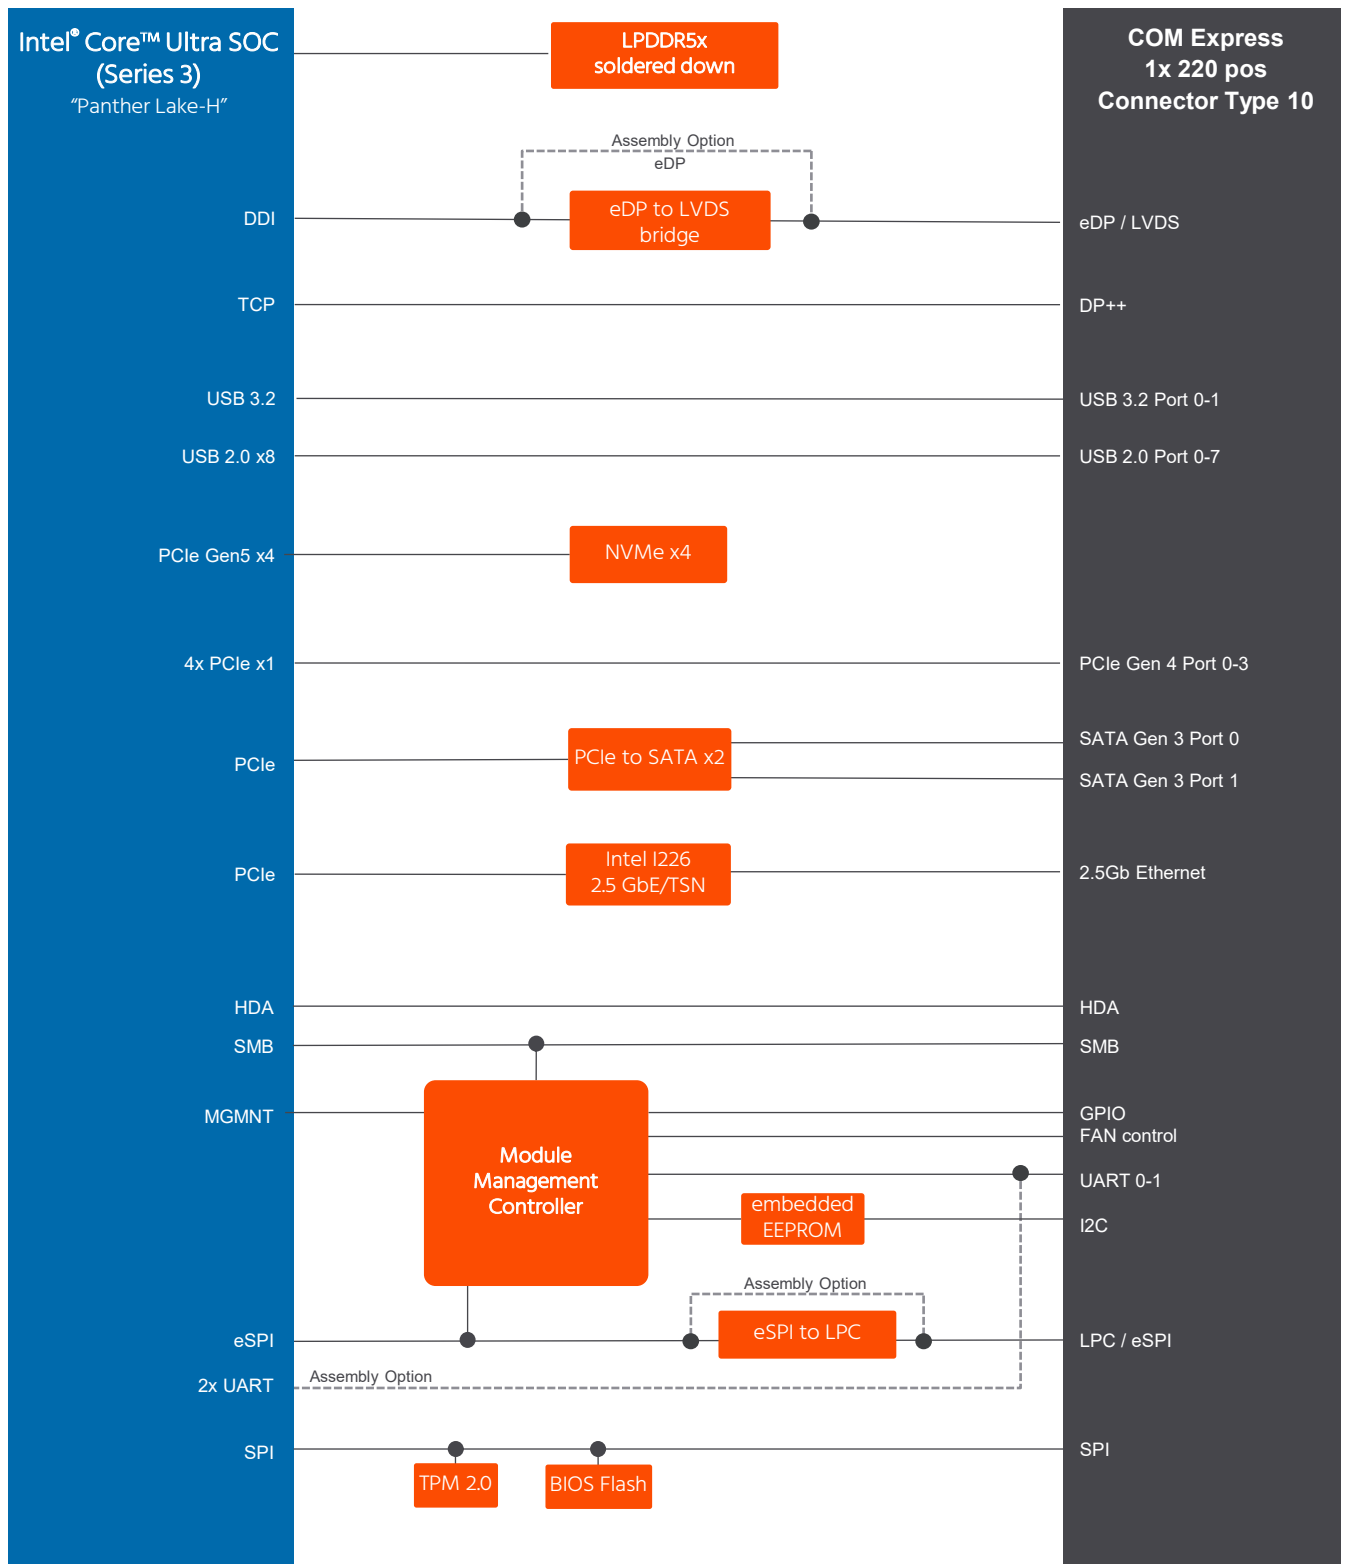 Intel® Core™ Ultra SOC
(Series 3)
“Panther Lake-H”
LPDDR5x
soldered down
COM Express
1x 220 pos
Connector Type 10
Assembly Option
eDP
DDI
eDP to LVDS
bridge
eDP / LVDS
TCP
DP++
USB 3.2
USB 3.2 Port 0-1
USB 2.0 x8
USB 2.0 Port 0-7
PCIe Gen5 x4
NVMe x4
4x PCIe x1
PCIe Gen 4 Port 0-3
PCIe
PCIe to SATA x2
SATA Gen 3 Port 0
SATA Gen 3 Port 1
PCIe
Intel I226
2.5 GbE/TSN
2.5Gb Ethernet
HDA
HDA
SMB
SMB
MGMNT
Module
Management
Controller
GPIO
FAN control
UART 0-1
embedded
EEPROM
I2C
Assembly Option
eSPI
eSPI to LPC
LPC / eSPI
2x UART
Assembly Option
SPI
TPM 2.0
BIOS Flash
SPI